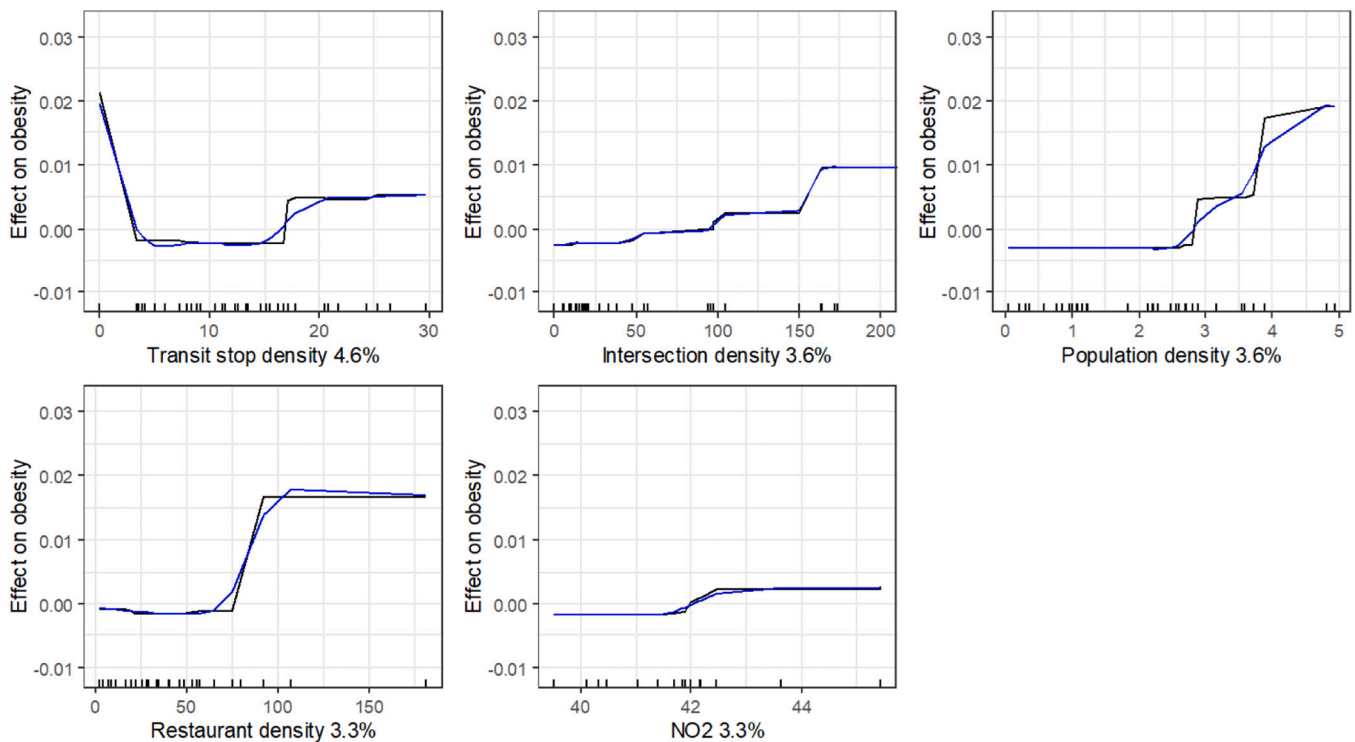 Effect on obesity
0.03
0.02
0.01
0.00
-0.01
0 10 20 30
Transit stop density 4.6%
Effect on obesity
0.03
0.02
0.01
0.00
-0.01
0 50 100 150 200
Intersection density 3.6%
Effect on obesity
0.03
0.02
0.01
0.00
-0.01
0 1 2 3 4 5
Population density 3.6%
Effect on obesity
0.03
0.02
0.01
0.00
-0.01
0 50 100 150
Restaurant density 3.3%
Effect on obesity
0.03
0.02
0.01
0.00
-0.01
40 42 44
NO2 3.3%